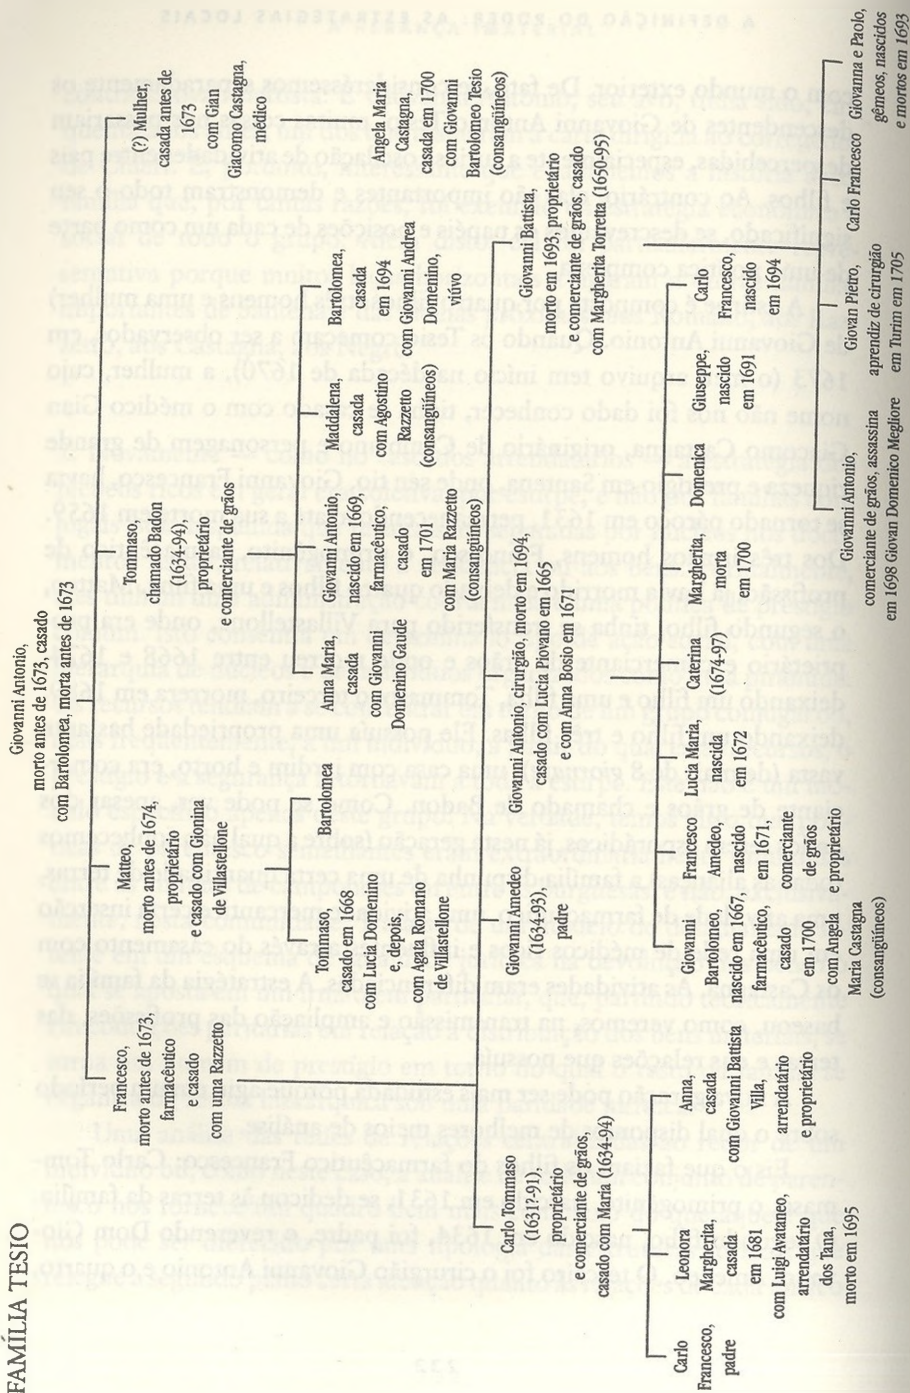 FAMÍLIA TESIO
Giovanni Antonio,
morto antes de 1673, casado
com Bartolomea. morta antes de 1673
Francesco,
morto antes de 1673,
farmacêutico
e casado
com uma Razzetto
Mateo,
morto antes de 1674,
proprietário
e casado com Gionina
de Villastellone
Tommaso,
chamado Badon
(1634-94),
proprietário
e comerciante de grãos
(?) Mulher,
casada antes de
1673
com Gian
Giacomo Castagna,
médico
Tommaso,
casado em 1668
com Lucia Domenino
e, depois,
com Agata Romano
de Villastellone
Bartolomea
Anna Maria,
casada
com Giovanni
Domenino Gaude
Giovanni Antonio,
nascido em 1669,
farmacêutico,
casado
em 1701
com Maria Razzetto
(consangüíneos)
Maddalena,
casada
com Agostino
Razzetto
(consangüíneos)
Bartolomea,
casada
em 1694
com Giovanni Andrea
Domenino,
viúvo
Angela Maria
Castagna,
casada em 1700
com Giovanni
Bartolomeo Tesio
(consangüíneos)
Carlo Tommaso
(1631?-91),
proprietário
e comerciante de grãos,
casado com Maria (1634-94)
Giovanni Amedeo
(1634-93),
padre
Giovanni Antonio, cirurgião, morto em 1694,
casado com Lucia Piovano em 1665
e com Anna Bosio em 1671
Giovanni Battista,
morto em 1693, proprietário
e comerciante de grãos, casado
com Margherita Torretta (1650-95)
Carlo
Francesco,
padre
Leonora
Margherita,
casada
em 1681
com Luigi Avataneo,
arrendatário
dos Tana,
morto em 1695
Anna,
casada
com Giovanni Battista
Villa,
arrendatário
e proprietário
Giovanni
Bartolomeo,
nascido em 1667,
farmacêutico,
casado
em 1700
com Angela
Maria Castagna
(consangüíneos)
Francesco
Amedeo,
nascido
em 1671,
comerciante
de grãos
e proprietário
Lucia Maria,
nascida
em 1672
Caterina
(1674-97)
Margherita,
morta
em 1700
Domenica
Giuseppe,
nascido
em 1691
Carlo
Francesco,
nascido
em 1694
Giovanni Antonio,
comerciante de grãos, assassina
em 1698 Giovan Domenico Megliore
Giovan Pietro,
aprendiz de cirurgião
em Turim em 1705
Carlo Francesco
Giovanna e Paolo,
gêmeos, nascidos
e mortos em 1693